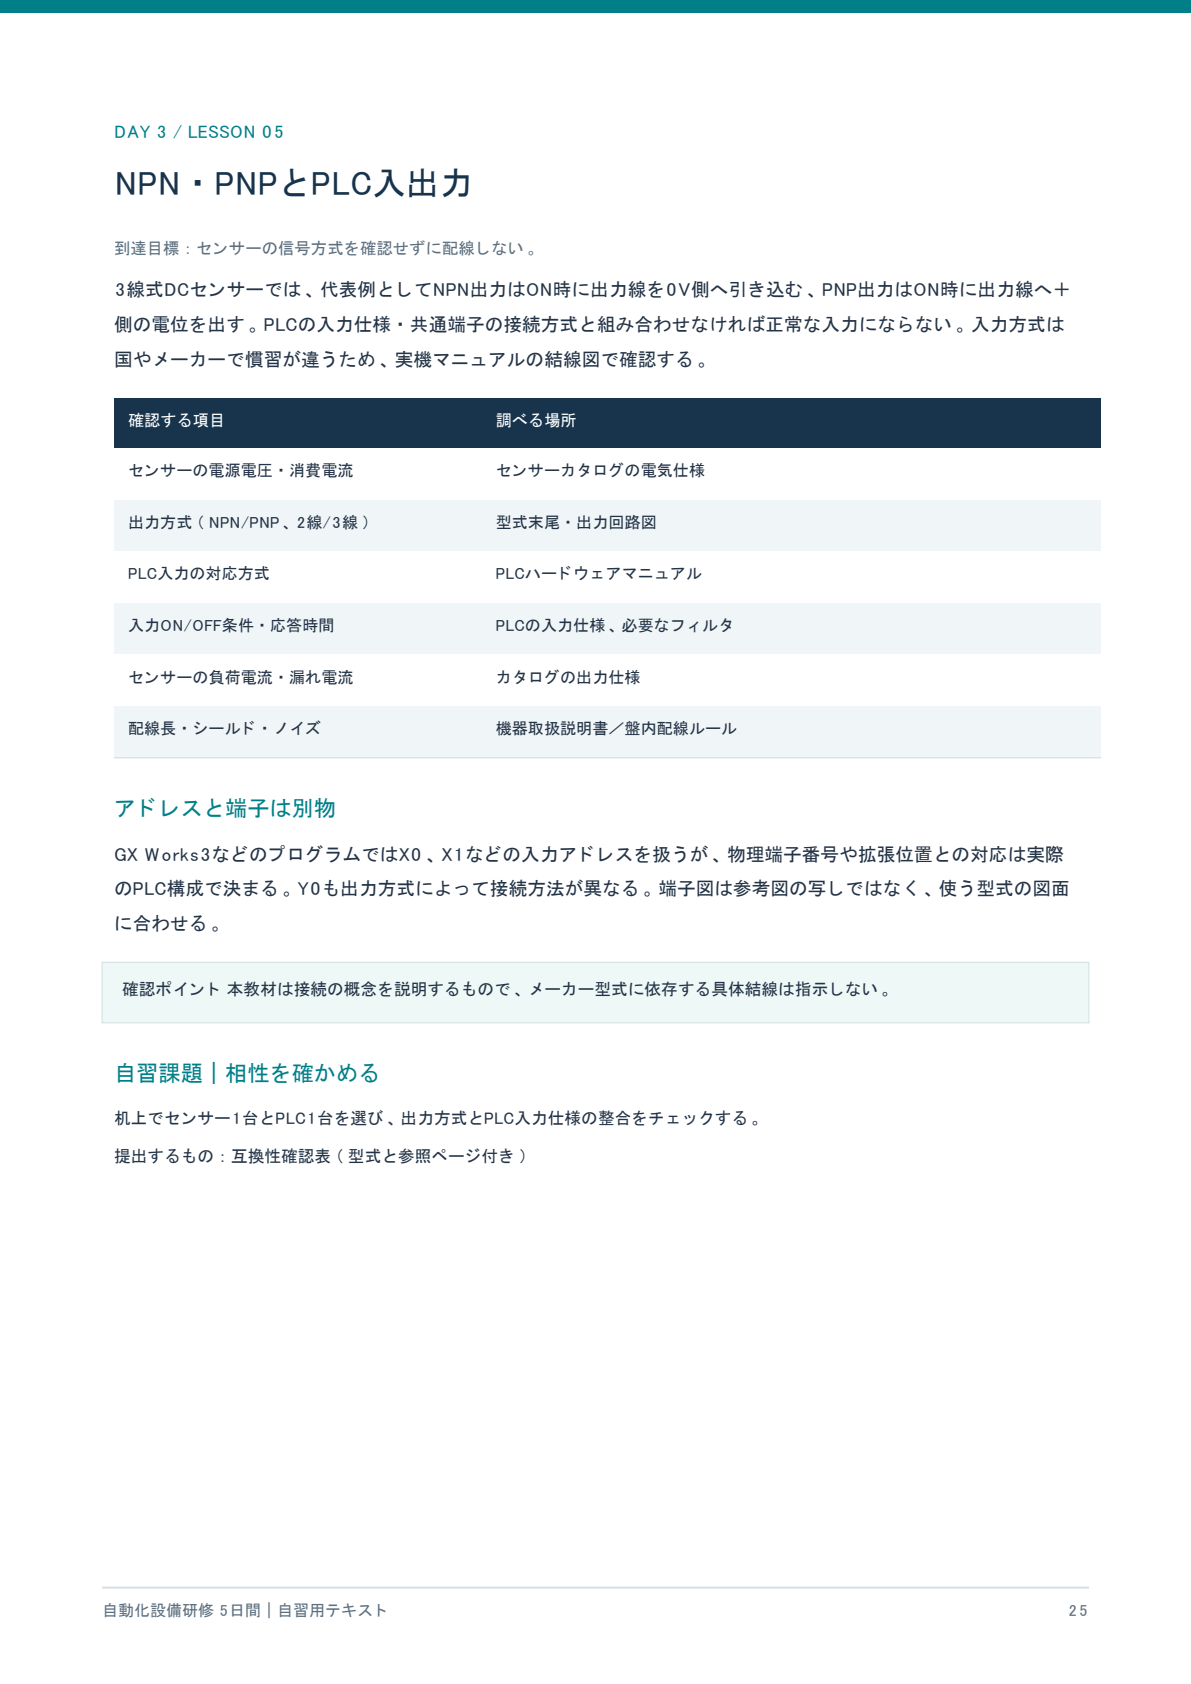 DAY 3 / LESSON 05
NPN・PNPとPLC入出力
到達目標：センサーの信号方式を確認せずに配線しない。
3線式DCセンサーでは、代表例としてNPN出力はON時に出力線を0V側へ引き込む、PNP出力はON時に出力線へ＋
側の電位を出す。PLCの入力仕様・共通端子の接続方式と組み合わせなければ正常な入力にならない。入力方式は
国やメーカーで慣習が違うため、実機マニュアルの結線図で確認する。
確認する項目 調べる場所
センサーの電源電圧・消費電流 センサーカタログの電気仕様
出力方式（NPN/PNP、2線/3線） 型式末尾・出力回路図
PLC入力の対応方式 PLCハードウェアマニュアル
入力ON/OFF条件・応答時間 PLCの入力仕様、必要なフィルタ
センサーの負荷電流・漏れ電流 カタログの出力仕様
配線長・シールド・ノイズ 機器取扱説明書／盤内配線ルール
アドレスと端子は別物
GX Works3などのプログラムではX0、X1などの入力アドレスを扱うが、物理端子番号や拡張位置との対応は実際
のPLC構成で決まる。Y0も出力方式によって接続方法が異なる。端子図は参考図の写しではなく、使う型式の図面
に合わせる。
確認ポイント 本教材は接続の概念を説明するもので、メーカー型式に依存する具体結線は指示しない。
自習課題｜相性を確かめる
机上でセンサー1台とPLC1台を選び、出力方式とPLC入力仕様の整合をチェックする。
提出するもの：互換性確認表（型式と参照ページ付き）
自動化設備研修 5日間｜自習用テキスト 25